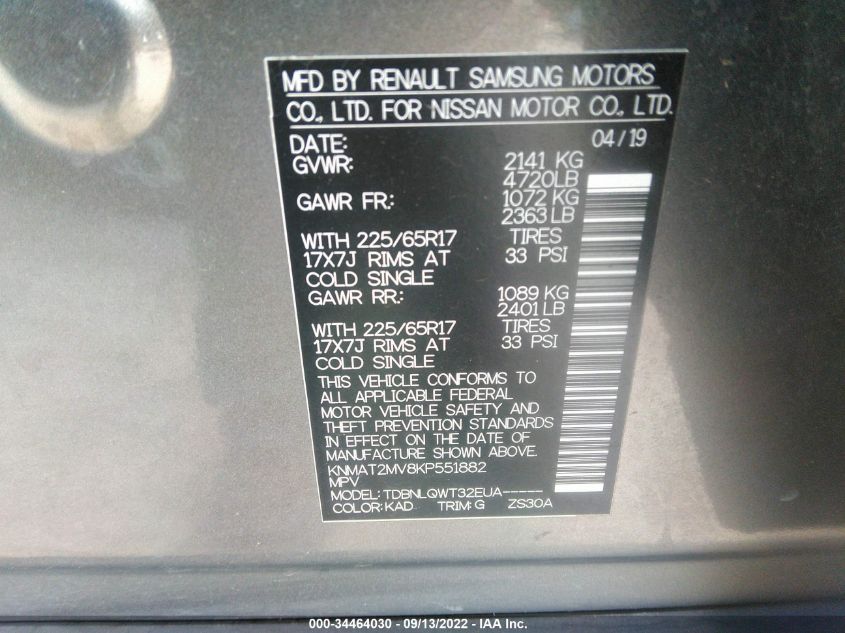 MFD BY RENAULT SAMSUNG MOTORS
CO., LTD. FOR NISSAN MOTOR CO., LTD.
DATE: 04/19
GVWR: 2141 KG
4720LB
GAWR FR.: 1072 KG
2363 LB
WITH 225/65R17 TIRES
17X7J RIMS AT 33 PSI
COLD SINGLE
GAWR RR.: 1089 KG
2401 LB
WITH 225/65R17 TIRES
17X7J RIMS AT 33 PSI
COLD SINGLE
THIS VEHICLE CONFORMS TO
ALL APPLICABLE FEDERAL
MOTOR VEHICLE SAFETY AND
THEFT PREVENTION STANDARDS
IN EFFECT ON THE DATE OF
MANUFACTURE SHOWN ABOVE.
KNMAT2MV8KP551882
MPV
MODEL: TDBNLQWT32EUA-----
COLOR: KAD TRIM: G ZS30A
000-34464030 - 09/13/2022 - IAA Inc.